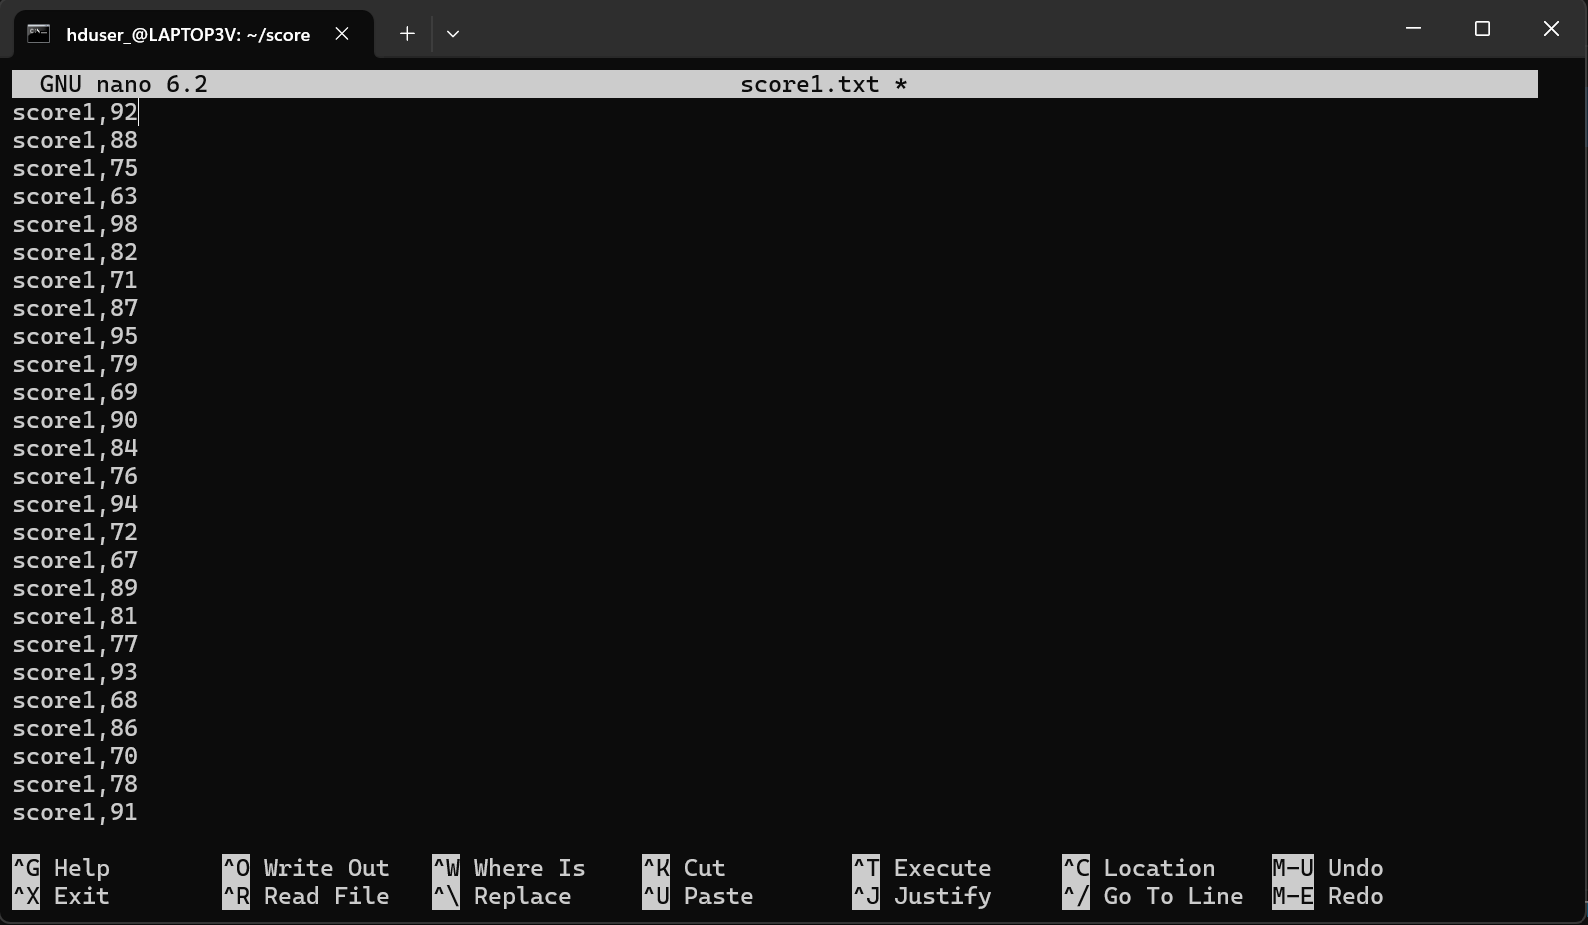 hduser_@LAPTOP3V: ~/score
GNU nano 6.2 score1.txt *
score1,92
score1,88
score1,75
score1,63
score1,98
score1,82
score1,71
score1,87
score1,95
score1,79
score1,69
score1,90
score1,84
score1,76
score1,94
score1,72
score1,67
score1,89
score1,81
score1,77
score1,93
score1,68
score1,86
score1,70
score1,78
score1,91
^G Help ^O Write Out ^W Where Is ^K Cut ^T Execute ^C Location M-U Undo
^X Exit ^R Read File ^\ Replace ^U Paste ^J Justify ^/ Go To Line M-E Redo